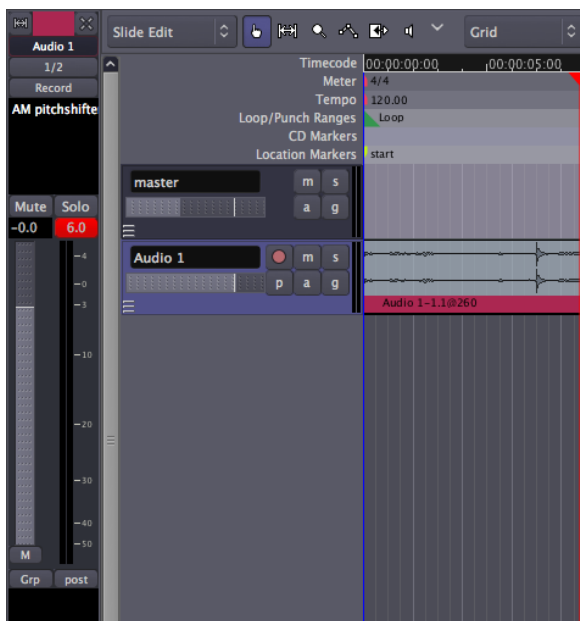 Audio 1
1/2
Record
AM pitchshifte
Mute Solo
-0.0 6.0
-4
-0
-3
-10
-20
-30
-40
-50
M
Grp post
Slide Edit Grid
Timecode 00:00:00:00 00:00:05:00
Meter 4/4
Tempo 120.00
Loop/Punch Ranges Loop
CD Markers
Location Markers start
master m s
a g
Audio 1 m s
p a g
Audio 1-1.1@260